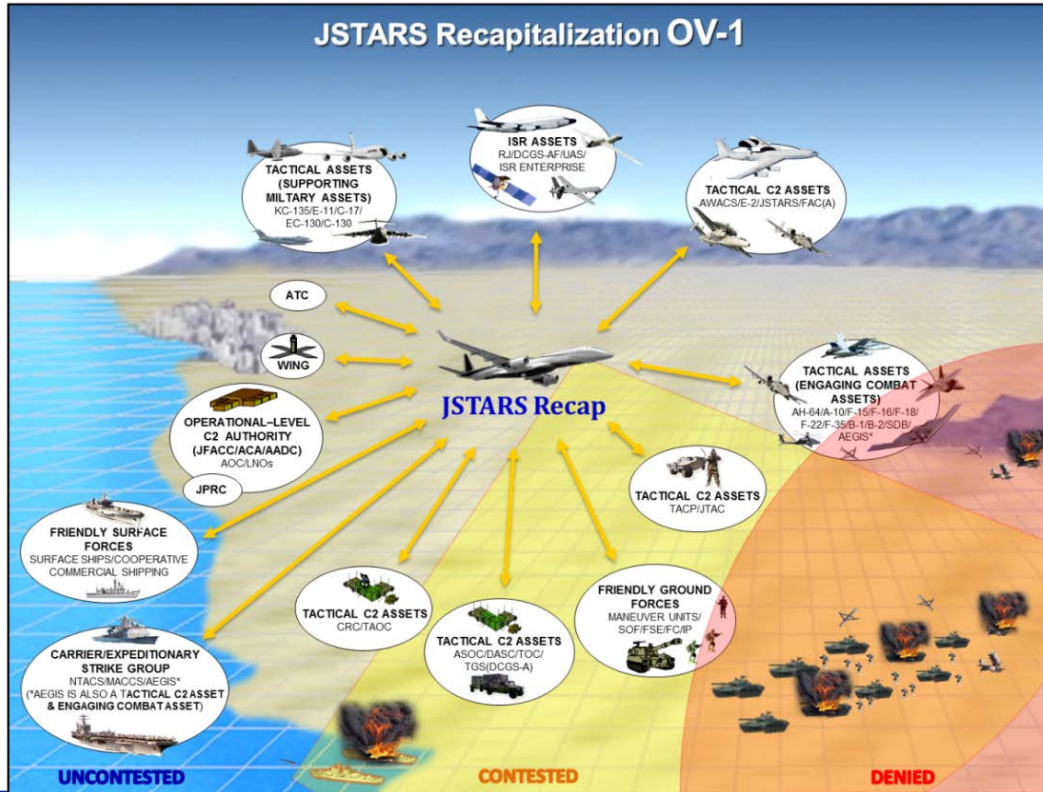 JSTARS Recapitalization OV-1
ISR ASSETS
RJ/DCGS-AF/UAS/
ISR ENTERPRISE
TACTICAL ASSETS
(SUPPORTING
MILITARY ASSETS)
KC-135/E-11/C-17/
EC-130/C-130
TACTICAL C2 ASSETS
AWACS/E-2/JSTARS/FAC(A)
ATC
WING
JSTARS Recap
TACTICAL ASSETS
(ENGAGING COMBAT
ASSETS)
AH-64/A-10/F-15/F-16/F-18/
F-22/F-35/B-1/B-2/SDB/
AEGIS*
OPERATIONAL–LEVEL
C2 AUTHORITY
(JFACC/ACA/AADC)
AOC/LNOs
JPRC
TACTICAL C2 ASSETS
TACP/JTAC
FRIENDLY SURFACE
FORCES
SURFACE SHIPS/COOPERATIVE
COMMERCIAL SHIPPING
TACTICAL C2 ASSETS
CRC/TAOC
TACTICAL C2 ASSETS
ASOC/DASC/TOC/
TGS(DCGS-A)
FRIENDLY GROUND
FORCES
MANEUVER UNITS/
SOF/FSE/FC/IP
CARRIER/EXPEDITIONARY
STRIKE GROUP
NTACS/MACCS/AEGIS*
(*AEGIS IS ALSO A TACTICAL C2 ASSET
& ENGAGING COMBAT ASSET)
UNCONTESTED
CONTESTED
DENIED